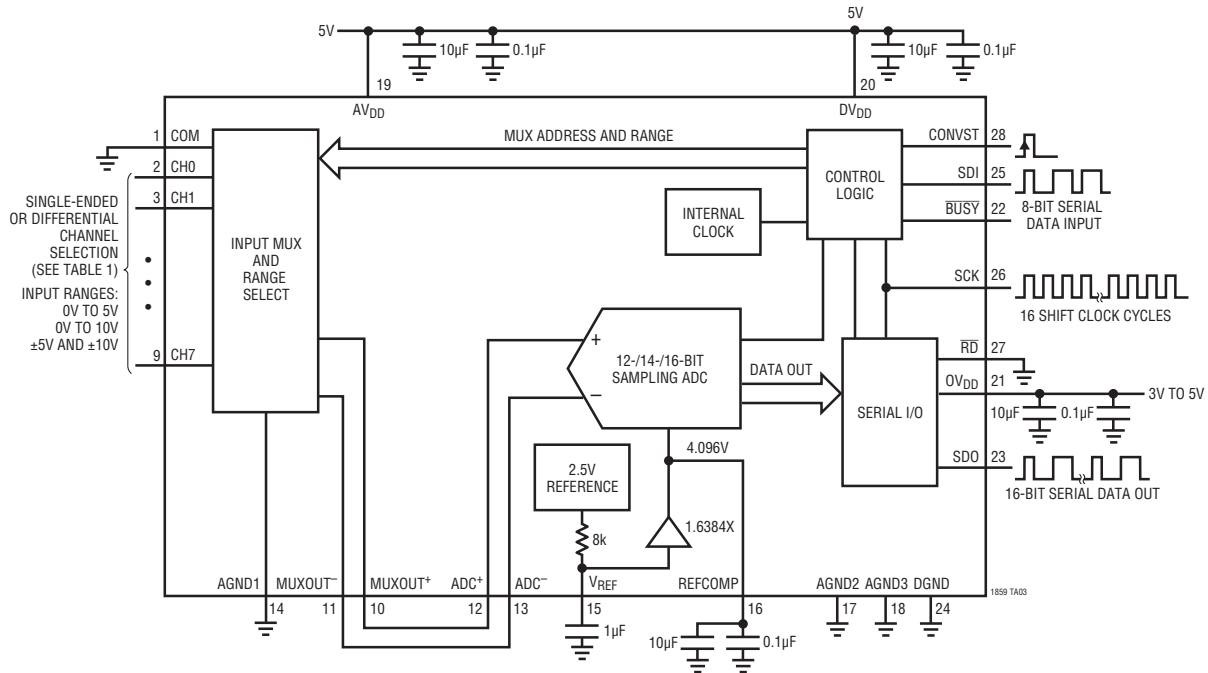 5V
5V
10µF
0.1µF
10µF
0.1µF
19
20
AVDD
DVDD
1
COM
MUX ADDRESS AND RANGE
CONVST
28
2
CH0
3
CH1
SINGLE-ENDED
OR DIFFERENTIAL
CHANNEL
SELECTION
(SEE TABLE 1)
INPUT RANGES:
0V TO 5V
0V TO 10V
±5V AND ±10V
9
CH7
INPUT MUX
AND
RANGE
SELECT
INTERNAL
CLOCK
CONTROL
LOGIC
SDI
25
8-BIT SERIAL
DATA INPUT
BUSY
22
SCK
26
16 SHIFT CLOCK CYCLES
+
–
12-/14-/16-BIT
SAMPLING ADC
DATA OUT
SERIAL I/O
RD
27
OVDD
21
3V TO 5V
10µF
0.1µF
SDO
23
16-BIT SERIAL DATA OUT
4.096V
2.5V
REFERENCE
8k
1.6384X
AGND1
MUXOUT–
MUXOUT+
ADC+
ADC–
VREF
REFCOMP
AGND2
AGND3
DGND
1859 TA03
14
11
10
12
13
15
16
17
18
24
1µF
10µF
0.1µF